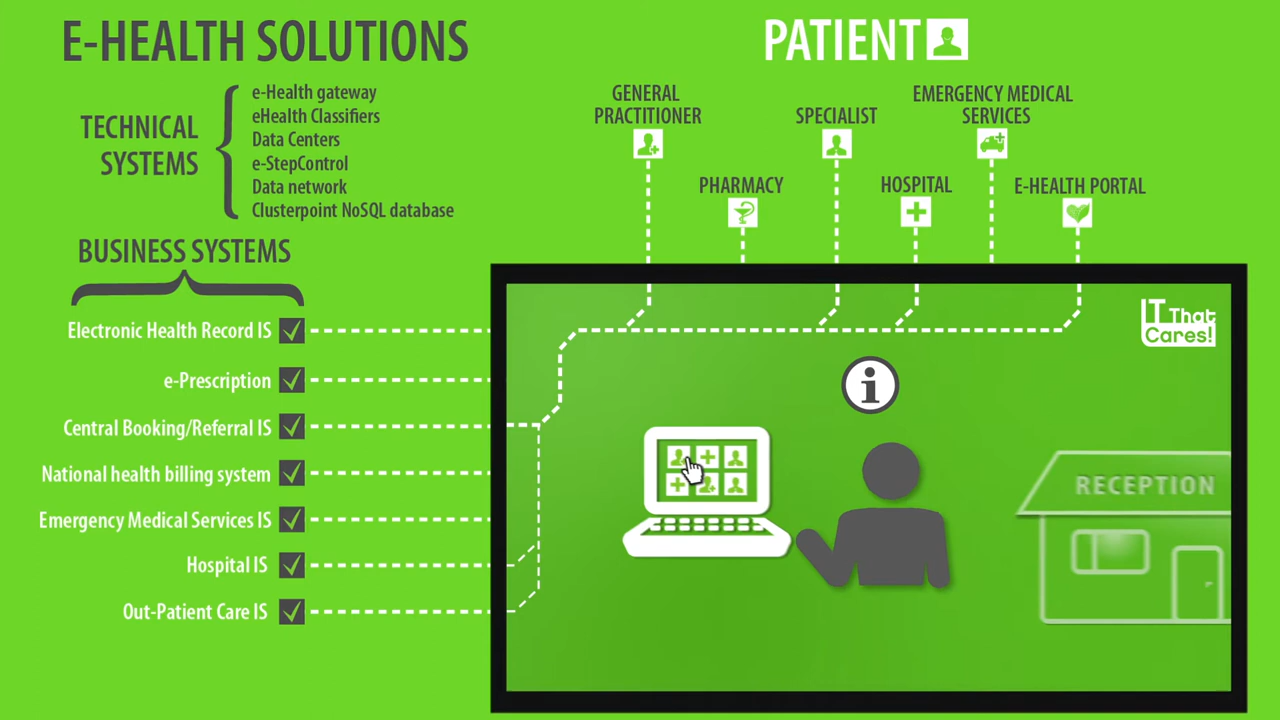 E-HEALTH SOLUTIONS
TECHNICAL
SYSTEMS
e-Health gateway
eHealth Classifiers
Data Centers
e-StepControl
Data network
Clusterpoint NoSQL database
BUSINESS SYSTEMS
Electronic Health Record IS
e-Prescription
Central Booking/Referral IS
National health billing system
Emergency Medical Services IS
Hospital IS
Out-Patient Care IS
PATIENT
GENERAL
PRACTITIONER
SPECIALIST
EMERGENCY MEDICAL
SERVICES
PHARMACY
HOSPITAL
E-HEALTH PORTAL
IT That
Cares!
i
RECEPTION